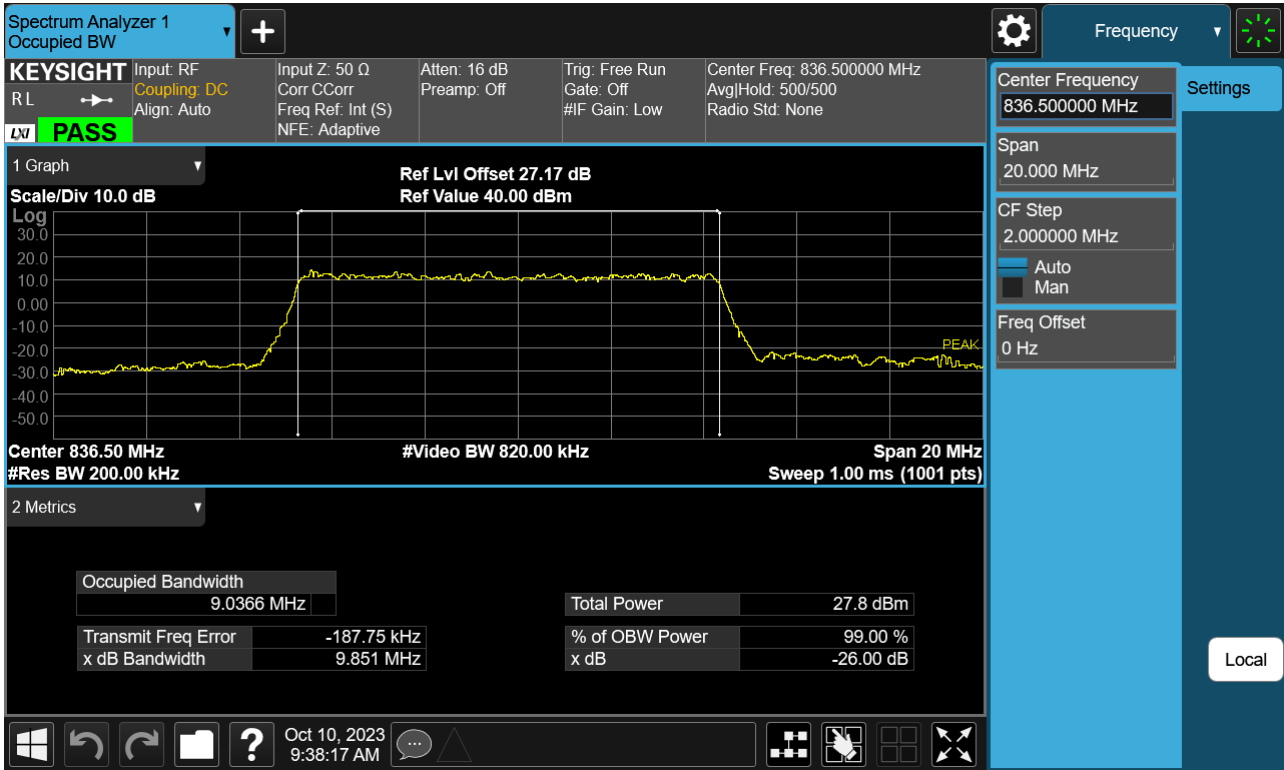 Spectrum Analyzer 1
Occupied BW
Frequency
KEYSIGHT
R L
LXI
PASS
Input: RF
Coupling: DC
Align: Auto
Input Z: 50 Ω
Corr CCorr
Freq Ref: Int (S)
NFE: Adaptive
Atten: 16 dB
Preamp: Off
Trig: Free Run
Gate: Off
#IF Gain: Low
Center Freq: 836.500000 MHz
Avg|Hold: 500/500
Radio Std: None
Center Frequency
836.500000 MHz
Settings
Span
20.000 MHz
CF Step
2.000000 MHz
Auto
Man
Freq Offset
0 Hz
1 Graph
Scale/Div 10.0 dB
Ref Lvl Offset 27.17 dB
Ref Value 40.00 dBm
Log
30.0
20.0
10.0
0.00
-10.0
-20.0
-30.0
-40.0
-50.0
PEAK
Center 836.50 MHz
#Video BW 820.00 kHz
Span 20 MHz
#Res BW 200.00 kHz
Sweep 1.00 ms (1001 pts)
2 Metrics
Occupied Bandwidth
9.0366 MHz
Total Power 27.8 dBm
Transmit Freq Error -187.75 kHz
% of OBW Power 99.00 %
x dB Bandwidth 9.851 MHz
x dB -26.00 dB
Local
?
Oct 10, 2023
9:38:17 AM